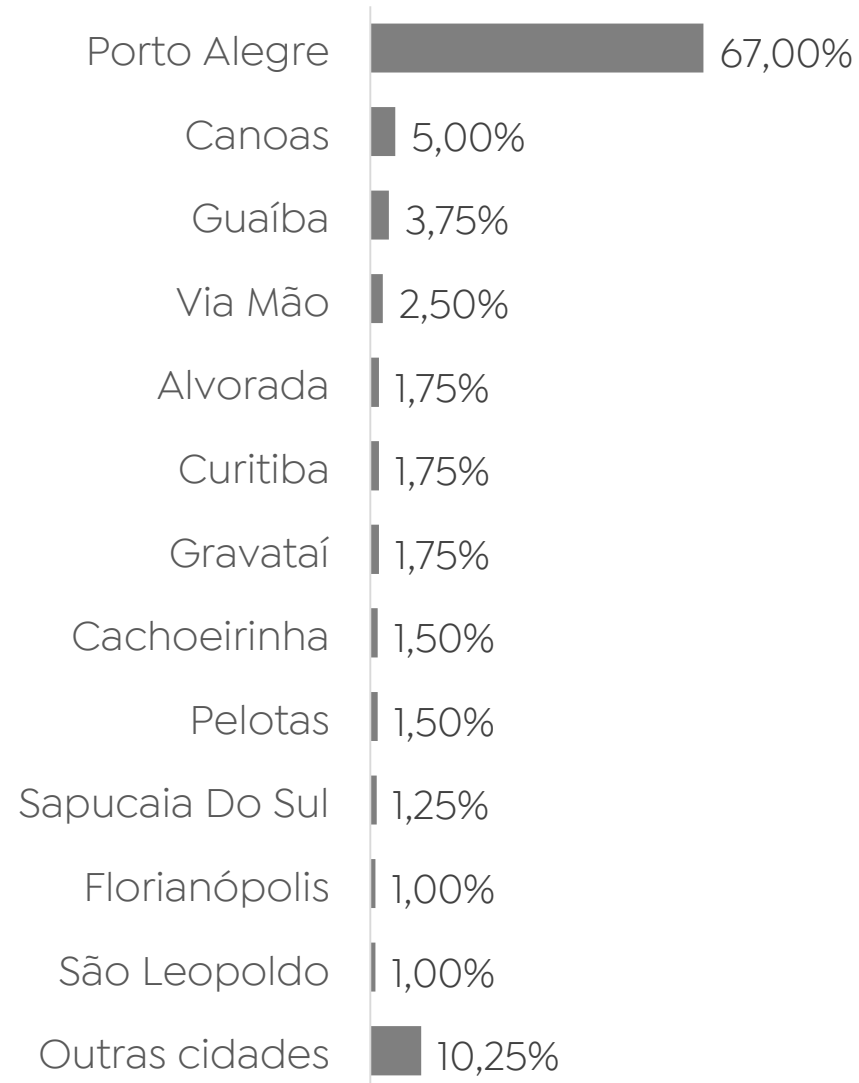 Porto Alegre 67,00%
Canoas 5,00%
Guaíba 3,75%
Via Mão 2,50%
Alvorada 1,75%
Curitiba 1,75%
Gravataí 1,75%
Cachoeirinha 1,50%
Pelotas 1,50%
Sapucaia Do Sul 1,25%
Florianópolis 1,00%
São Leopoldo 1,00%
Outras cidades 10,25%